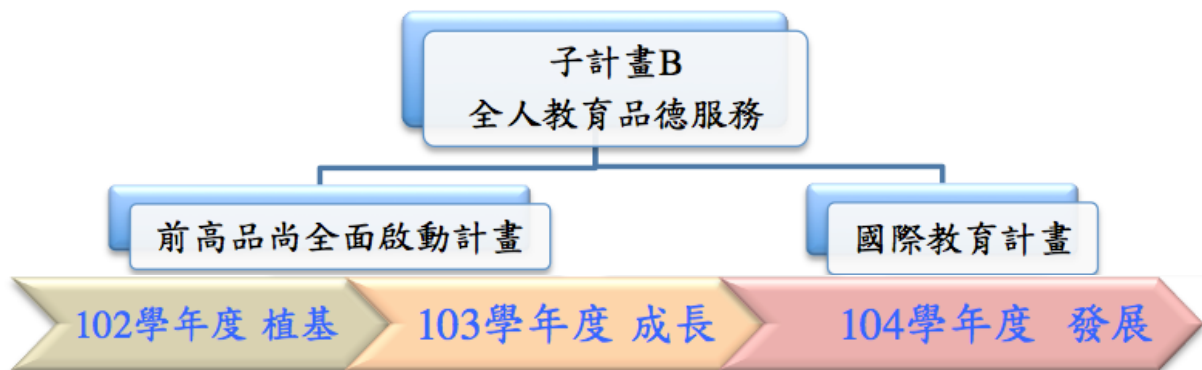 子計畫B
全人教育品德服務
前高品尚全面啟動計畫
國際教育計畫
102學年度 植基
103學年度 成長
104學年度 發展